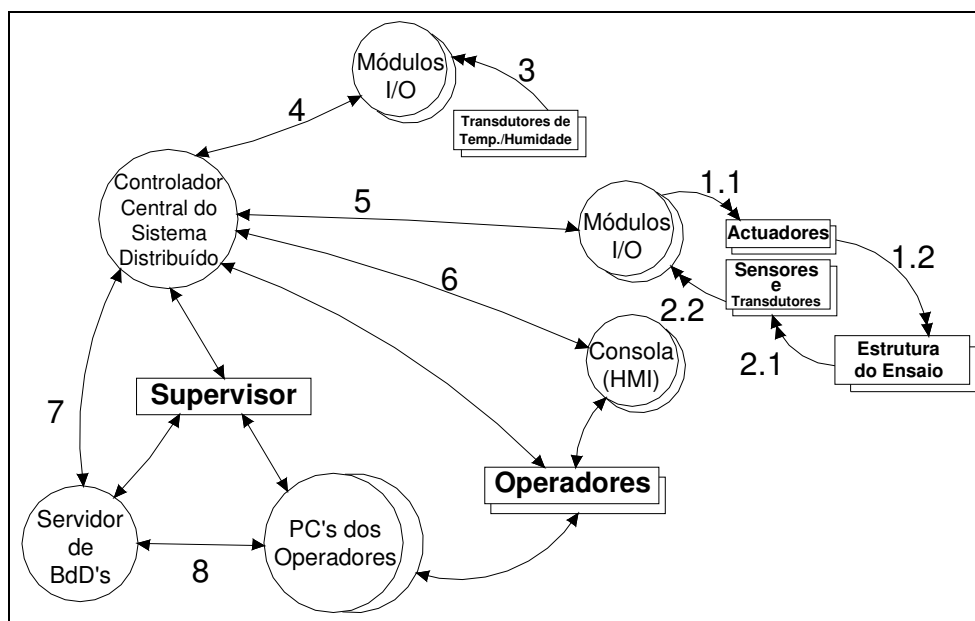 Módulos
I/O
3
4
Transdutores de
Temp./Humidade
Controlador
Central do
Sistema
Distribuído
5
Módulos
I/O
1.1
Actuadores
1.2
Sensores
e
Transdutores
2.2
2.1
Estrutura
do Ensaio
6
Consola
(HMI)
Supervisor
7
Operadores
Servidor
de
BdD's
8
PC's dos
Operadores